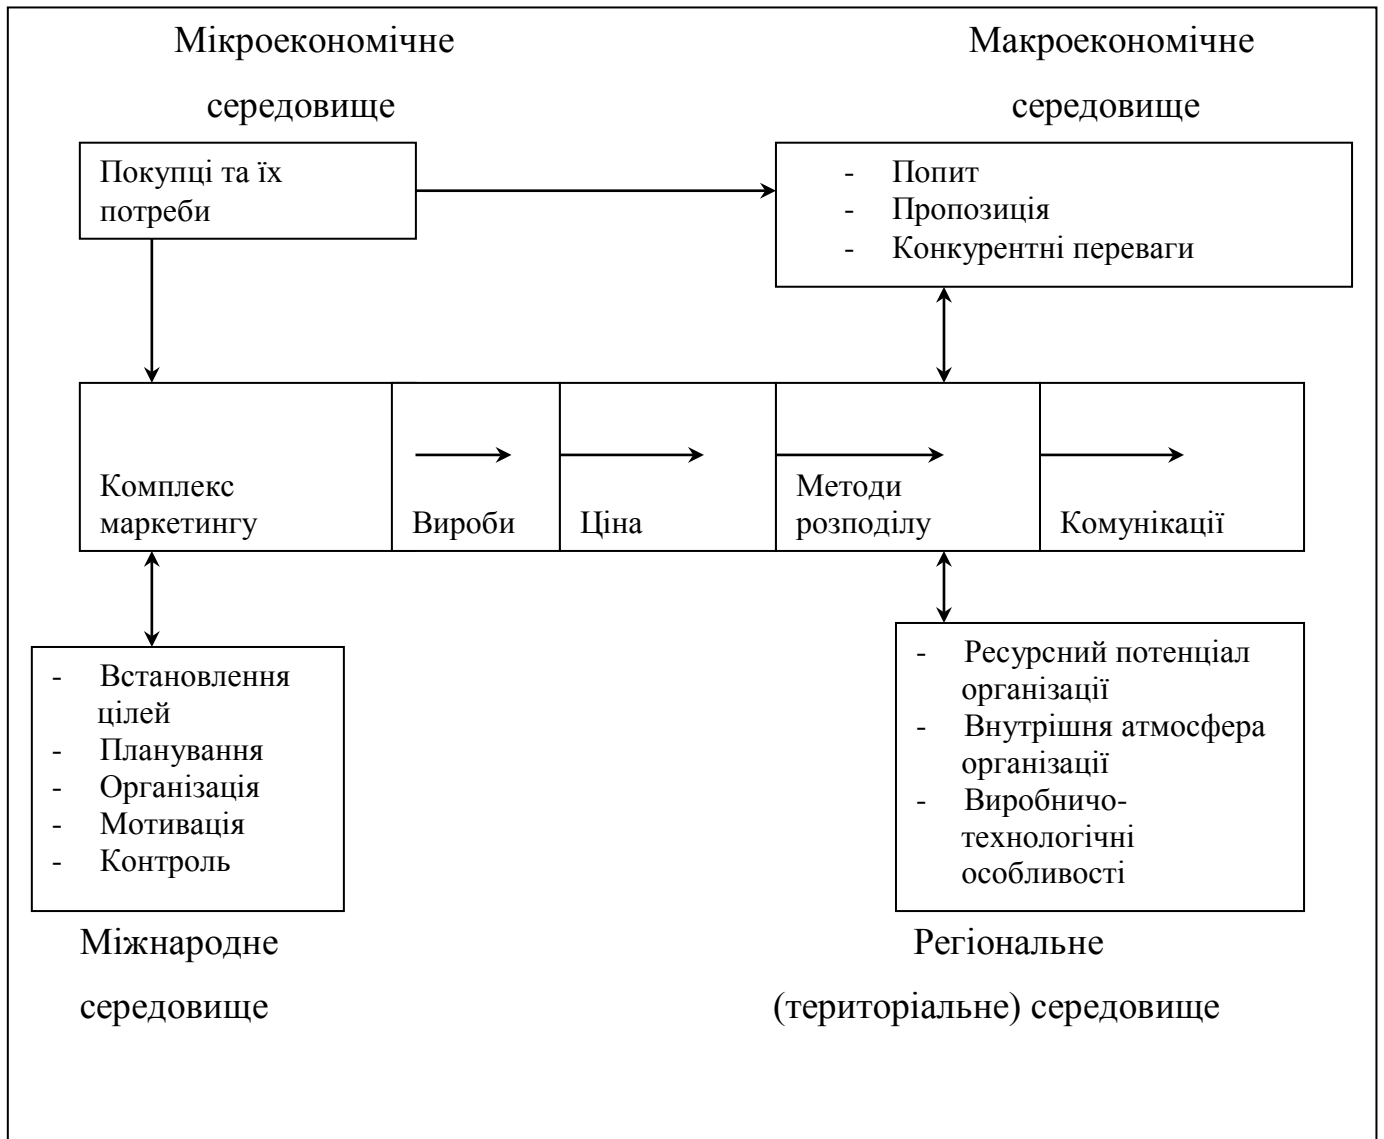 Мікроекономічне
середовище
Макроекономічне
середовище
Покупці та їх
потреби
- Попит
- Пропозиція
- Конкурентні переваги
Комплекс
маркетингу
Вироби
Ціна
Методи
розподілу
Комунікації
- Встановлення
цілей
- Планування
- Організація
- Мотивація
- Контроль
- Ресурсний потенціал
організації
- Внутрішня атмосфера
організації
- Виробничо-
технологічні
особливості
Міжнародне
середовище
Регіональне
(територіальне) середовище